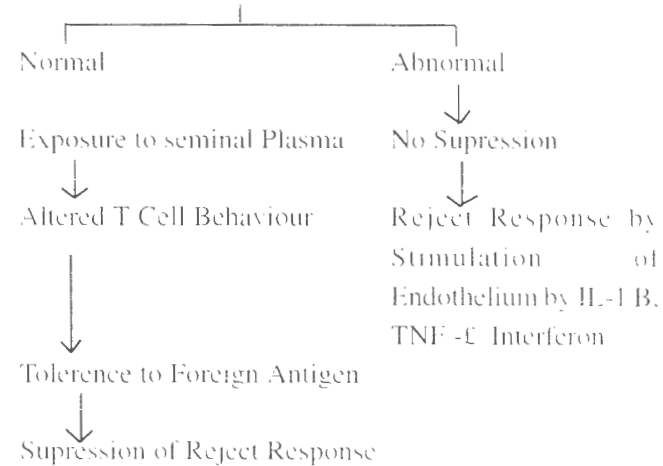 Normal
Abnormal
Exposure to seminal Plasma
No Supression
Altered T Cell Behaviour
Reject Response by
Stimulation of
Endothelium by IL-1 B,
TNF -£ Interferon
Tolerence to Foreign Antigen
Supression of Reject Response